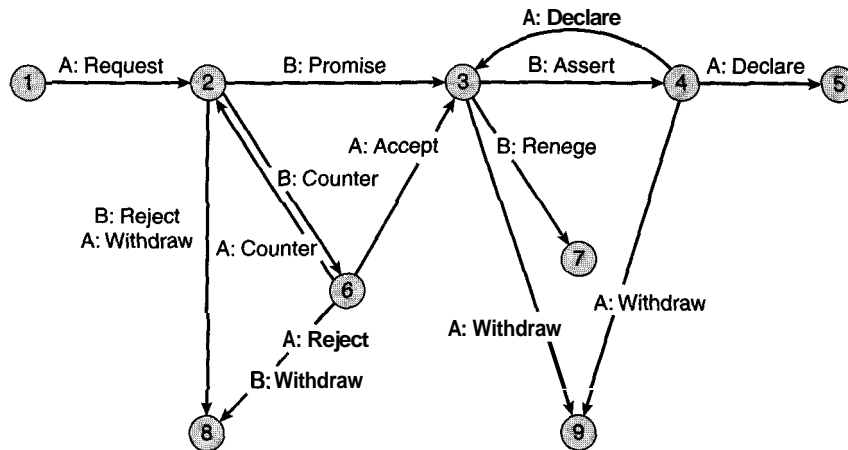 A: Declare
A: Request
B: Promise
B: Assert
A: Declare
1
2
3
4
5
A: Accept
B: Renege
B: Counter
B: Reject
A: Withdraw
A: Counter
7
6
A: Withdraw
A: Withdraw
A: Reject
B: Withdraw
8
9